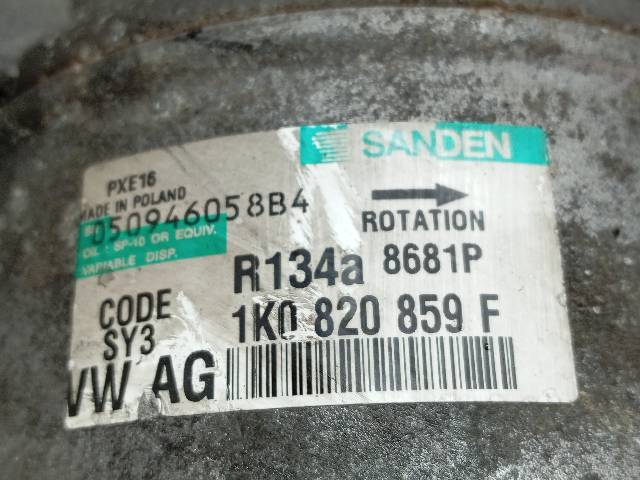 SANDEN
PXE16
MADE IN POLAND
050946058B4
OIL : SP-10 OR EQUIV.
VARIABLE DISP.
ROTATION
R134a 8681P
CODE
SY3
1K0 820 859 F
VW AG